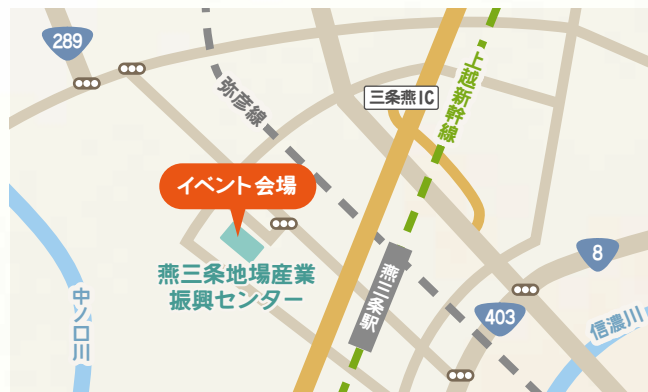 289
弥彦線
三条燕IC
上越新幹線
イベント会場
燕三条地場産業
振興センター
燕三条駅
8
403
中ノ口川
信濃川